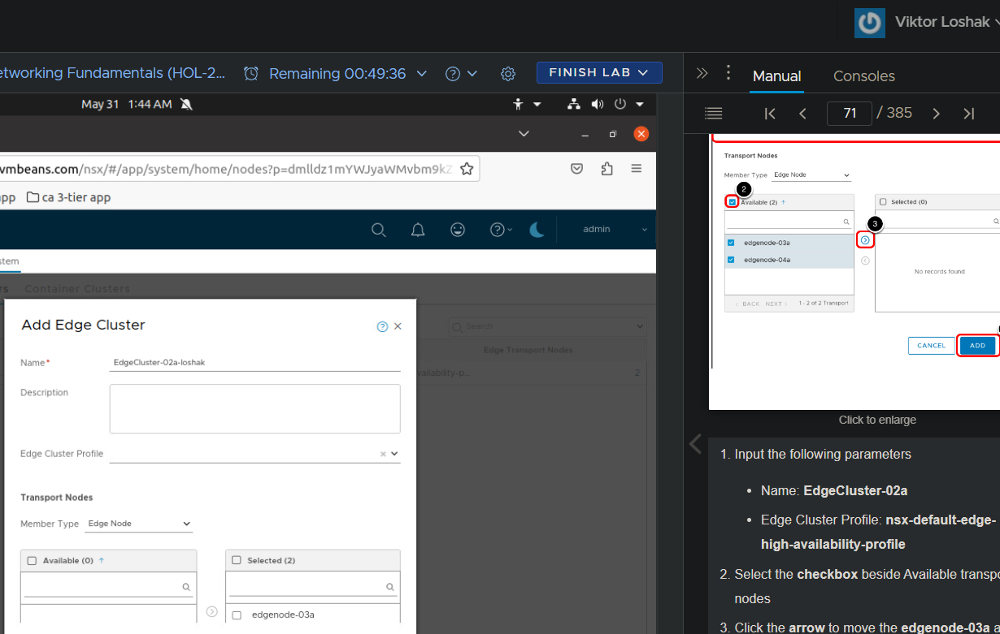 Viktor Loshak
etworking Fundamentals (HOL-2...
Remaining 00:49:36
FINISH LAB
Manual
Consoles
May 31 1:44 AM
71 / 385
vmbeans.com/nsx/#/app/system/home/nodes?p=dmlldz1mYWJyaWMvbm9kZ
app
ca 3-tier app
admin
stem
rs
Container Clusters
Add Edge Cluster
Search
Edge Transport Nodes
Name*
EdgeCluster-02a-loshak
vailability-p...
2
Description
Edge Cluster Profile
Transport Nodes
Member Type
Edge Node
Available (0)
Selected (2)
edgenode-03a
Transport Nodes
Member Type
Edge Node
2
Available (2)
Selected (0)
3
edgenode-03a
edgenode-04a
No records found
BACK NEXT
1 - 2 of 2 Transport
CANCEL
ADD
Click to enlarge
1. Input the following parameters
• Name: EdgeCluster-02a
• Edge Cluster Profile: nsx-default-edge-
high-availability-profile
2. Select the checkbox beside Available transpo
nodes
3. Click the arrow to move the edgenode-03a a